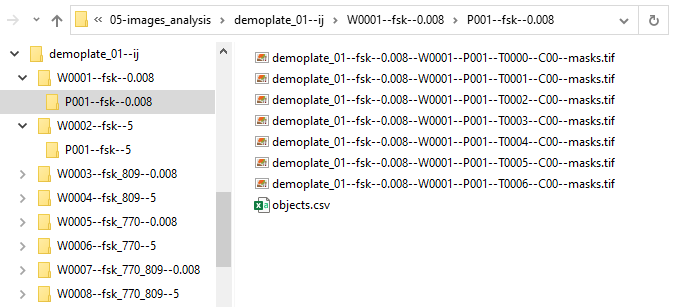 05-images_analysis > demoplate_01--ij > W0001--fsk--0.008 > P001--fsk--0.008
demoplate_01--ij
W0001--fsk--0.008
P001--fsk--0.008
W0002--fsk--5
P001--fsk--5
W0003--fsk_809--0.008
W0004--fsk_809--5
W0005--fsk_770--0.008
W0006--fsk_770--5
W0007--fsk_770_809--0.008
W0008--fsk_770_809--5
demoplate_01--fsk--0.008--W0001--P001--T0000--C00--masks.tif
demoplate_01--fsk--0.008--W0001--P001--T0001--C00--masks.tif
demoplate_01--fsk--0.008--W0001--P001--T0002--C00--masks.tif
demoplate_01--fsk--0.008--W0001--P001--T0003--C00--masks.tif
demoplate_01--fsk--0.008--W0001--P001--T0004--C00--masks.tif
demoplate_01--fsk--0.008--W0001--P001--T0005--C00--masks.tif
demoplate_01--fsk--0.008--W0001--P001--T0006--C00--masks.tif
objects.csv